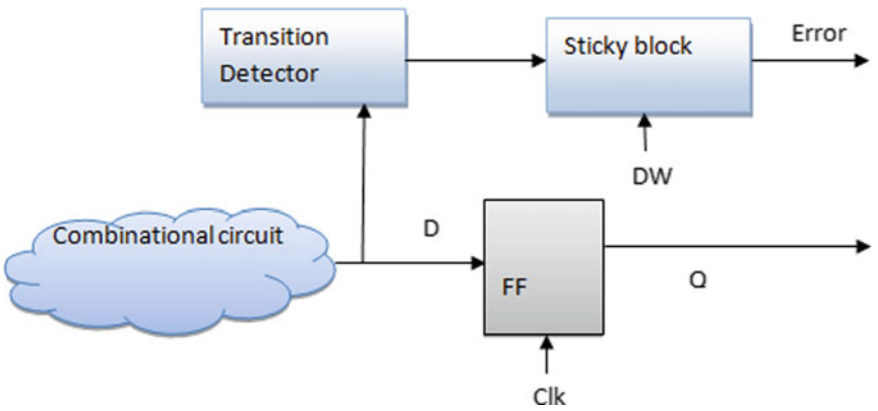 Transition
Detector
Sticky block
Error
DW
Combinational circuit
D
FF
Q
Clk